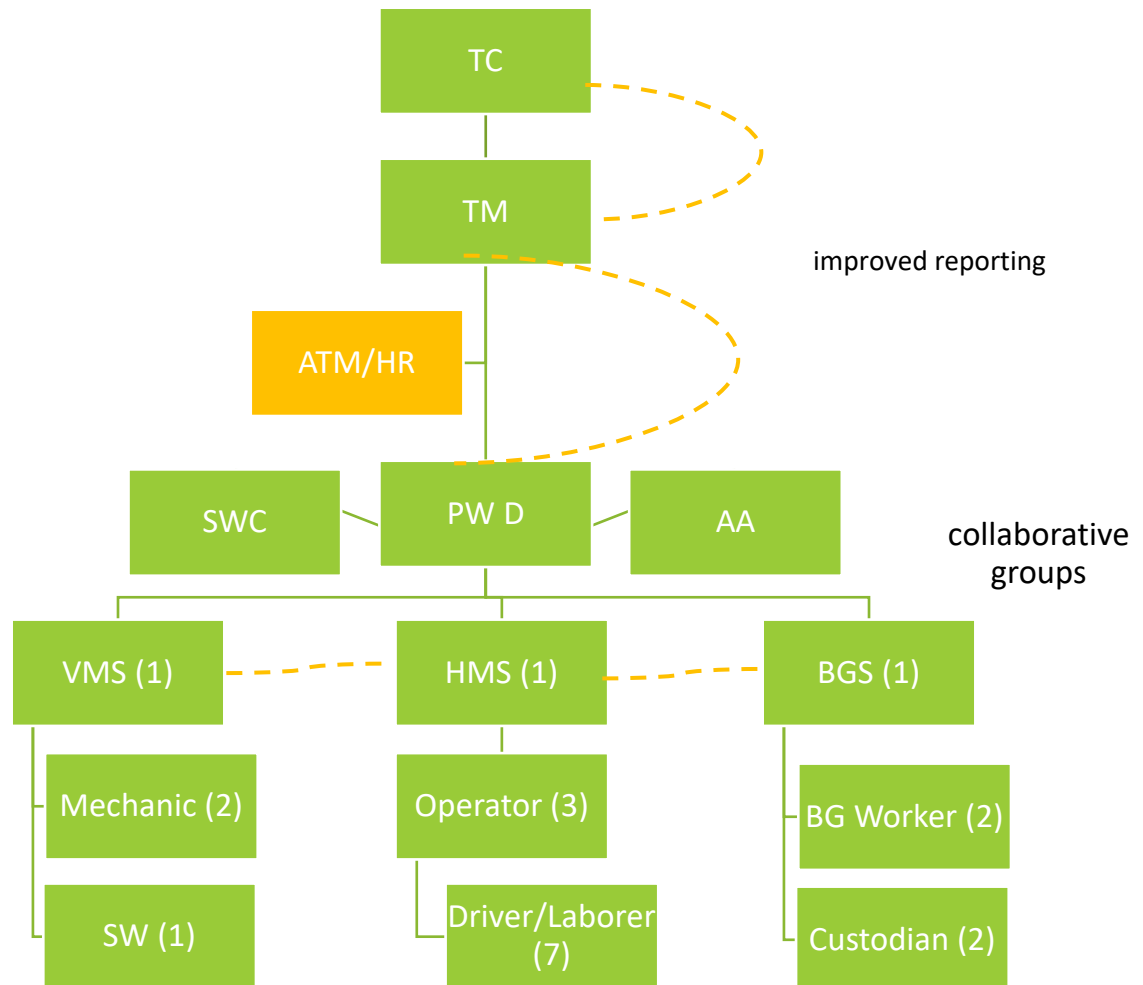 TC
TM
improved reporting
ATM/HR
SWC
PW D
AA
collaborative
groups
VMS (1)
HMS (1)
BGS (1)
Mechanic (2)
Operator (3)
BG Worker (2)
SW (1)
Driver/Laborer
(7)
Custodian (2)